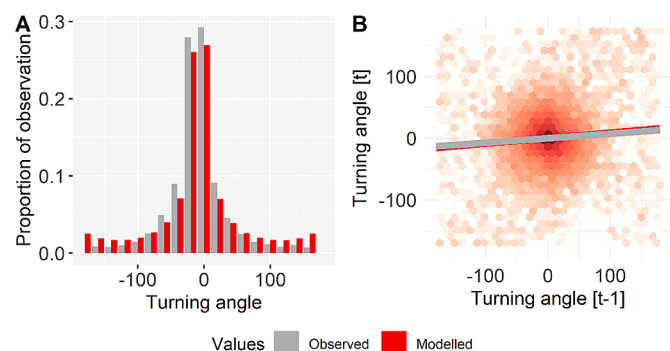 A
Proportion of observation
0.3
0.2
0.1
0.0
-100
0
100
Turning angle
B
Turning angle [t]
100
0
-100
-100
0
100
Turning angle [t-1]
Values Observed Modelled